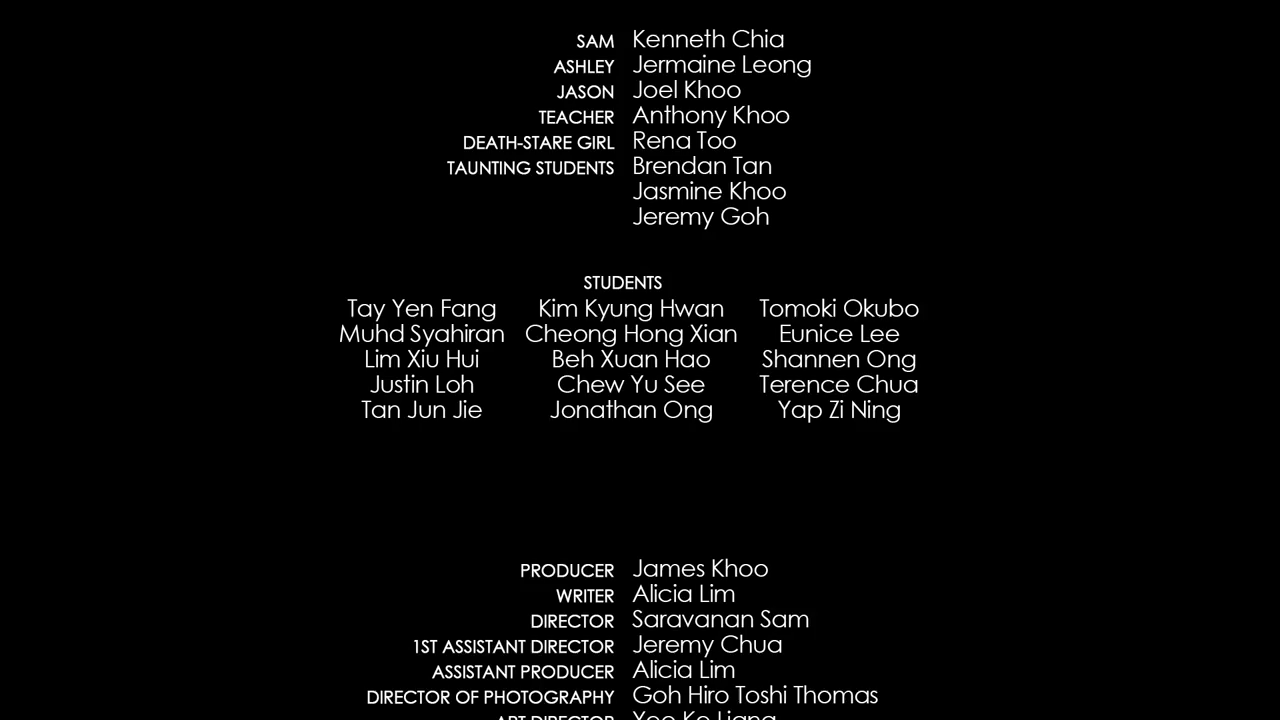 SAM Kenneth Chia
ASHLEY Jermaine Leong
JASON Joel Khoo
TEACHER Anthony Khoo
DEATH-STARE GIRL Rena Too
TAUNTING STUDENTS Brendan Tan
Jasmine Khoo
Jeremy Goh
STUDENTS
Tay Yen Fang Kim Kyung Hwan Tomoki Okubo
Muhd Syahiran Cheong Hong Xian Eunice Lee
Lim Xiu Hui Beh Xuan Hao Shannen Ong
Justin Loh Chew Yu See Terence Chua
Tan Jun Jie Jonathan Ong Yap Zi Ning
PRODUCER James Khoo
WRITER Alicia Lim
DIRECTOR Saravanan Sam
1ST ASSISTANT DIRECTOR Jeremy Chua
ASSISTANT PRODUCER Alicia Lim
DIRECTOR OF PHOTOGRAPHY Goh Hiro Toshi Thomas
ART DIRECTOR